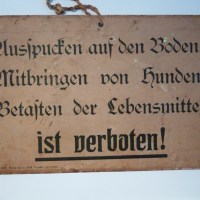 Ausspucken auf den Boden
Mitbringen von Hunden
Betasten der Lebensmitte
ist verboten!